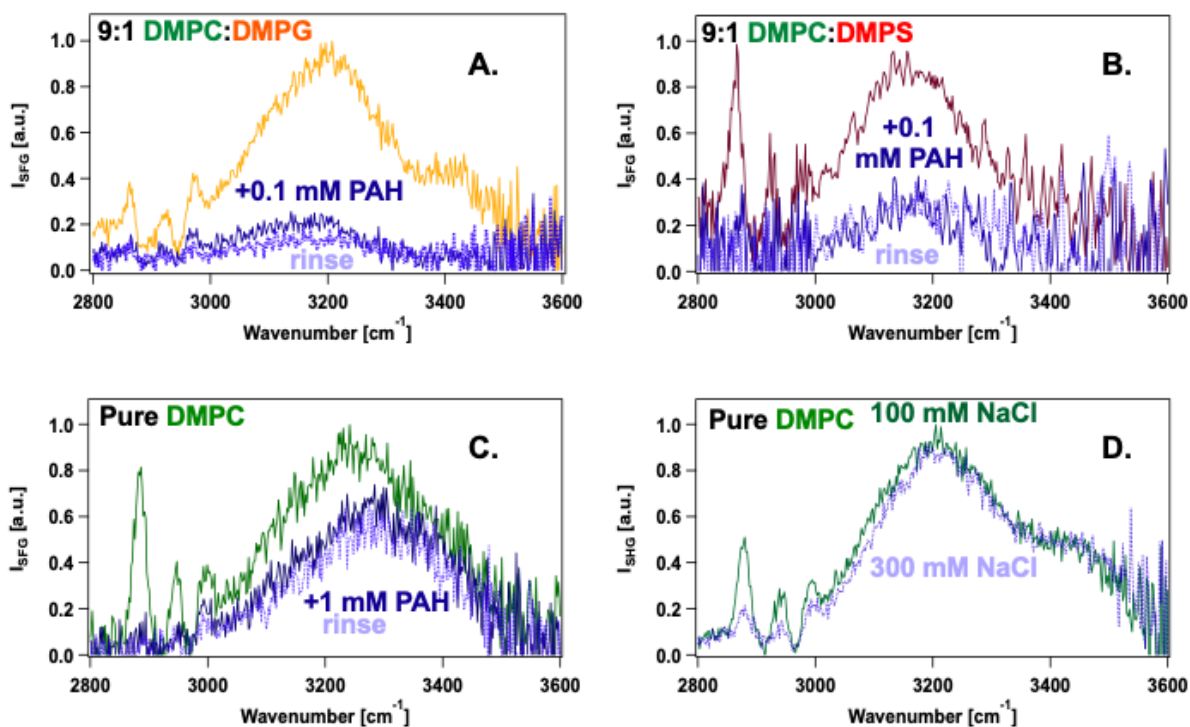 9:1 DMPC:DMPG
A.
+0.1 mM PAH
rinse
I_SFG [a.u.]
1.0
0.8
0.6
0.4
0.2
0.0
2800 3000 3200 3400 3600
Wavenumber [cm⁻¹]
9:1 DMPC:DMPS
B.
+0.1
mM PAH
rinse
I_SFG [a.u.]
1.0
0.8
0.6
0.4
0.2
0.0
2800 3000 3200 3400 3600
Wavenumber [cm⁻¹]
Pure DMPC
C.
+1 mM PAH
rinse
I_SFG [a.u.]
1.0
0.8
0.6
0.4
0.2
0.0
2800 3000 3200 3400 3600
Wavenumber [cm⁻¹]
Pure DMPC
100 mM NaCl
D.
300 mM NaCl
I_SHG [a.u.]
1.0
0.8
0.6
0.4
0.2
0.0
2800 3000 3200 3400 3600
Wavenumber [cm⁻¹]